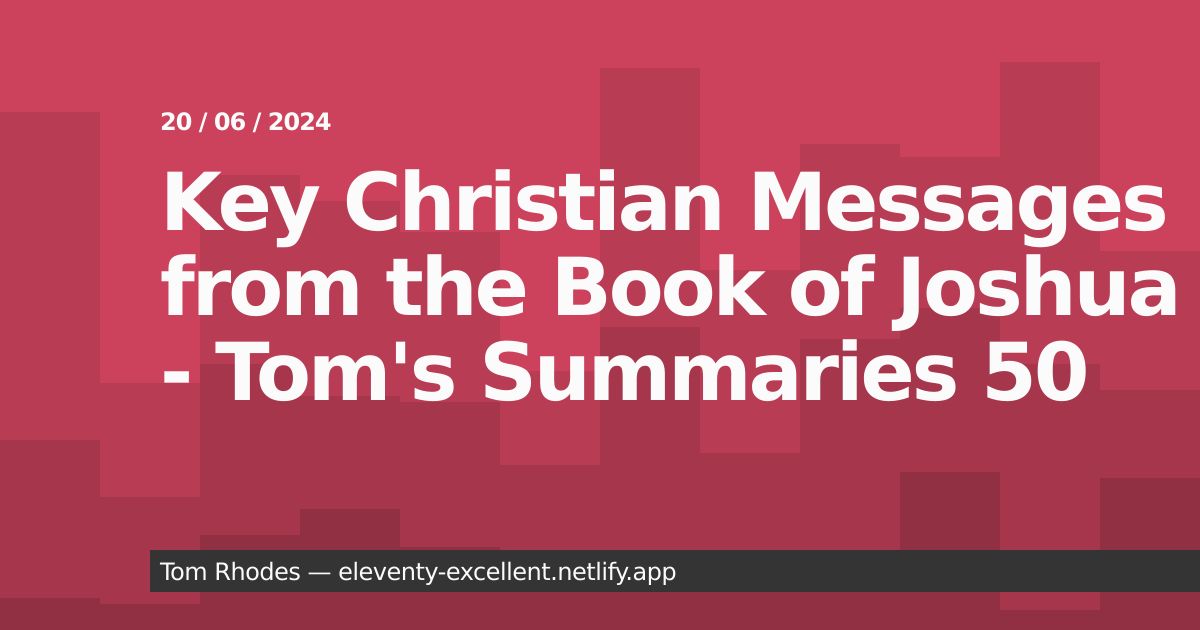 20 / 06 / 2024
Key Christian Messages
from the Book of Joshua
- Tom's Summaries 50
Tom Rhodes — eleventy-excellent.netlify.app